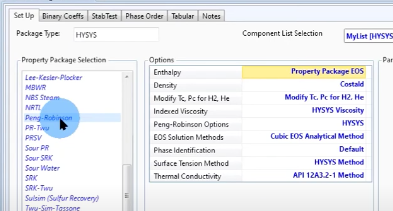 Set Up Binary Coeffs StabTest Phase Order Tabular Notes
Package Type: HYSYS Component List Selection MyList [HYSYS
Property Package Selection Options
Lee-Kesler-Plocker
MBWR
NBS Steam
NRTL
Peng-Robinson
PR-Twu
PRSV
Sour PR
Sour SRK
Sour Water
SRK
SRK-Twu
Sulsim (Sulfur Recovery)
Twu-Sim-Tassone
Enthalpy Property Package EOS
Density Costald
Modify Tc, Pc for H2, He Modify Tc, Pc for H2, He
Indexed Viscosity HYSYS Viscosity
Peng-Robinson Options HYSYS
EOS Solution Methods Cubic EOS Analytical Method
Phase Identification Default
Surface Tension Method HYSYS Method
Thermal Conductivity API 12A3.2-1 Method
Par